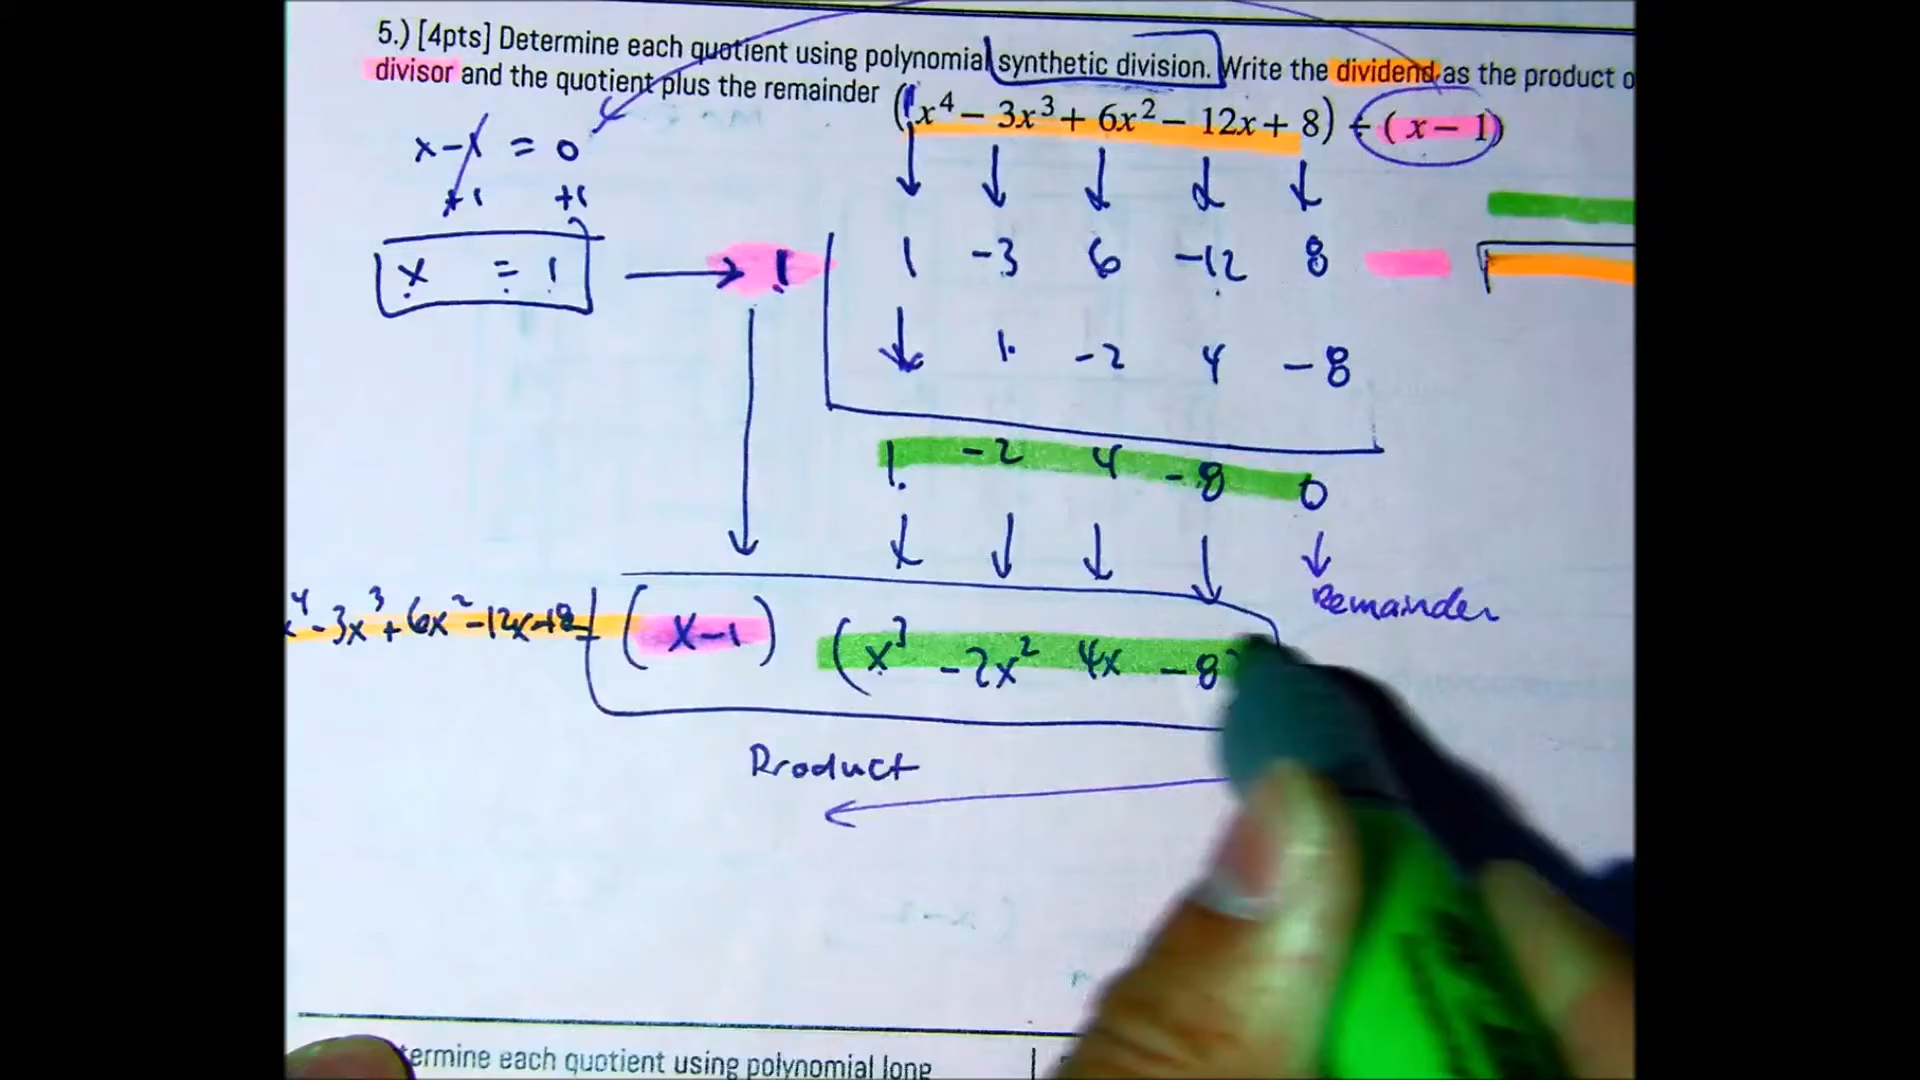 5.) [4pts] Determine each quotient using polynomial synthetic division. Write the dividend as the product o
divisor and the quotient plus the remainder (1x⁴ − 3x³ + 6x² − 12x + 8) ÷ (x − 1)
x-1 = 0
+1 +1
x = 1 → 1 1 -3 6 -12 8
1 -2 4 -8
1 -2 4 -8 0
Remainder
x⁴-3x³+6x²-12x+8= (x-1) (x³ -2x² 4x -8
Product
termine each quotient using polynomial long